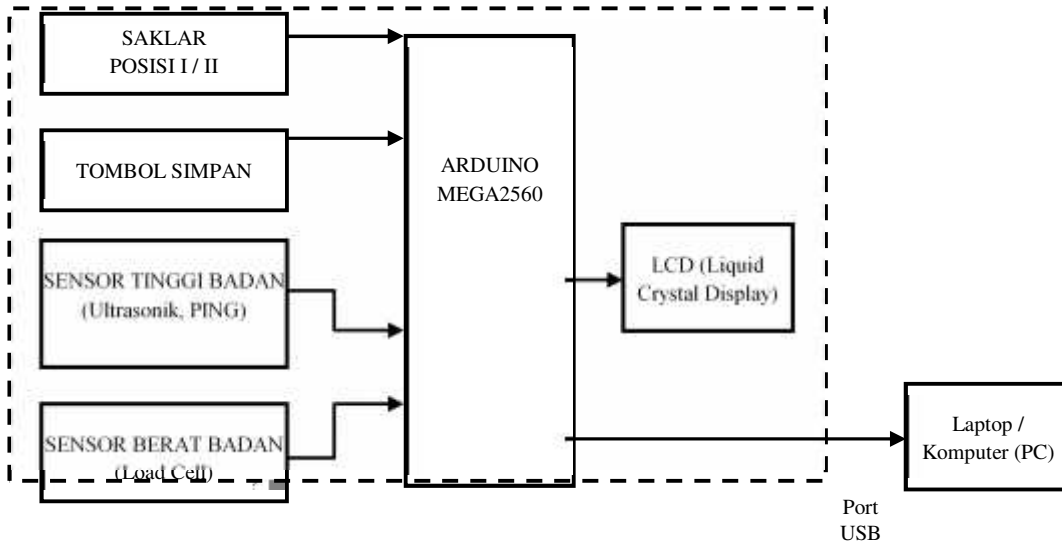 SAKLAR
POSISI I / II
TOMBOL SIMPAN
SENSOR TINGGI BADAN
(Ultrasonik, PING)
SENSOR BERAT BADAN
(Load Cell)
?
ARDUINO
MEGA2560
LCD (Liquid
Crystal Display)
Laptop /
Komputer (PC)
Port
USB